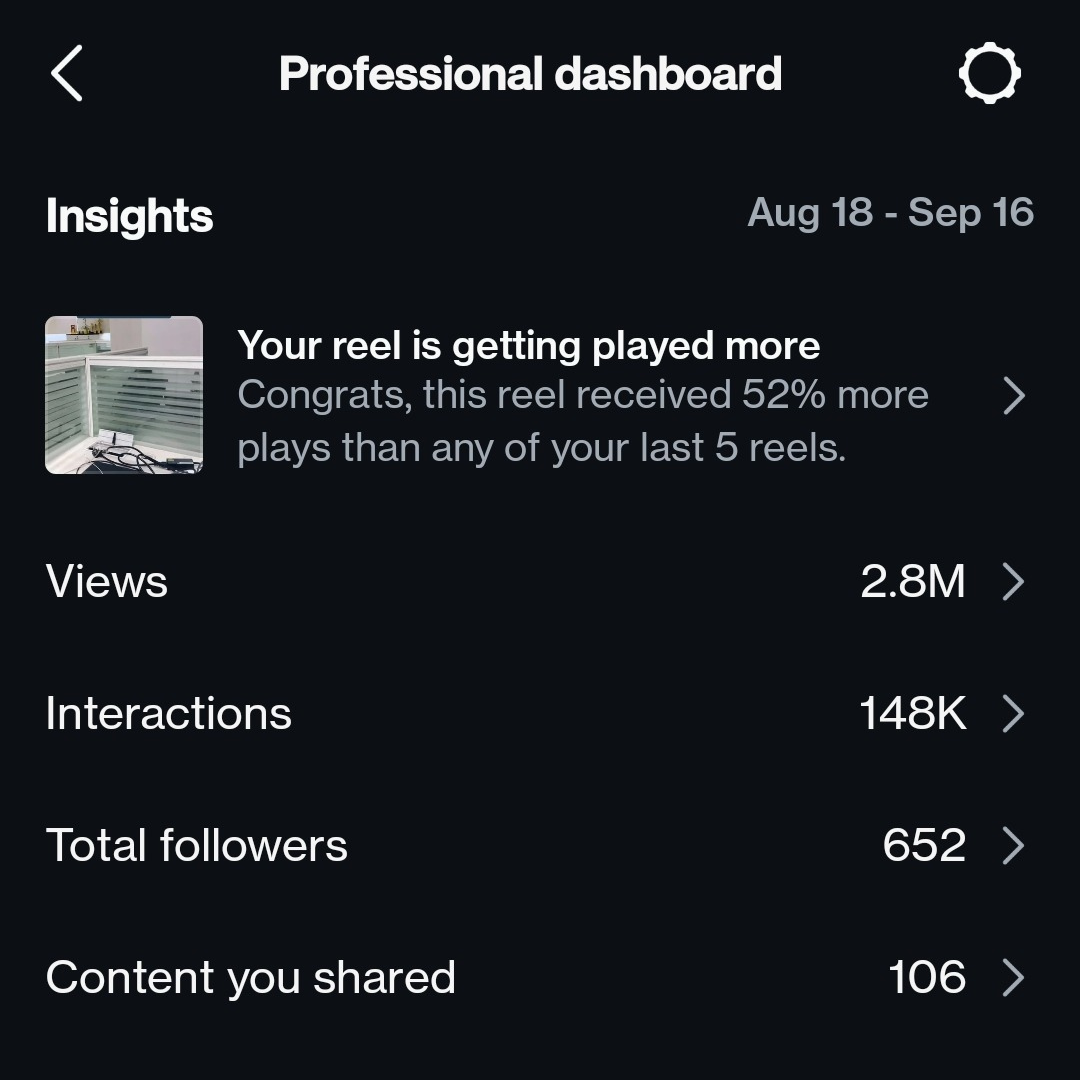 Professional dashboard
Insights
Aug 18 - Sep 16
Your reel is getting played more
Congrats, this reel received 52% more
plays than any of your last 5 reels.
Views
2.8M
Interactions
148K
Total followers
652
Content you shared
106